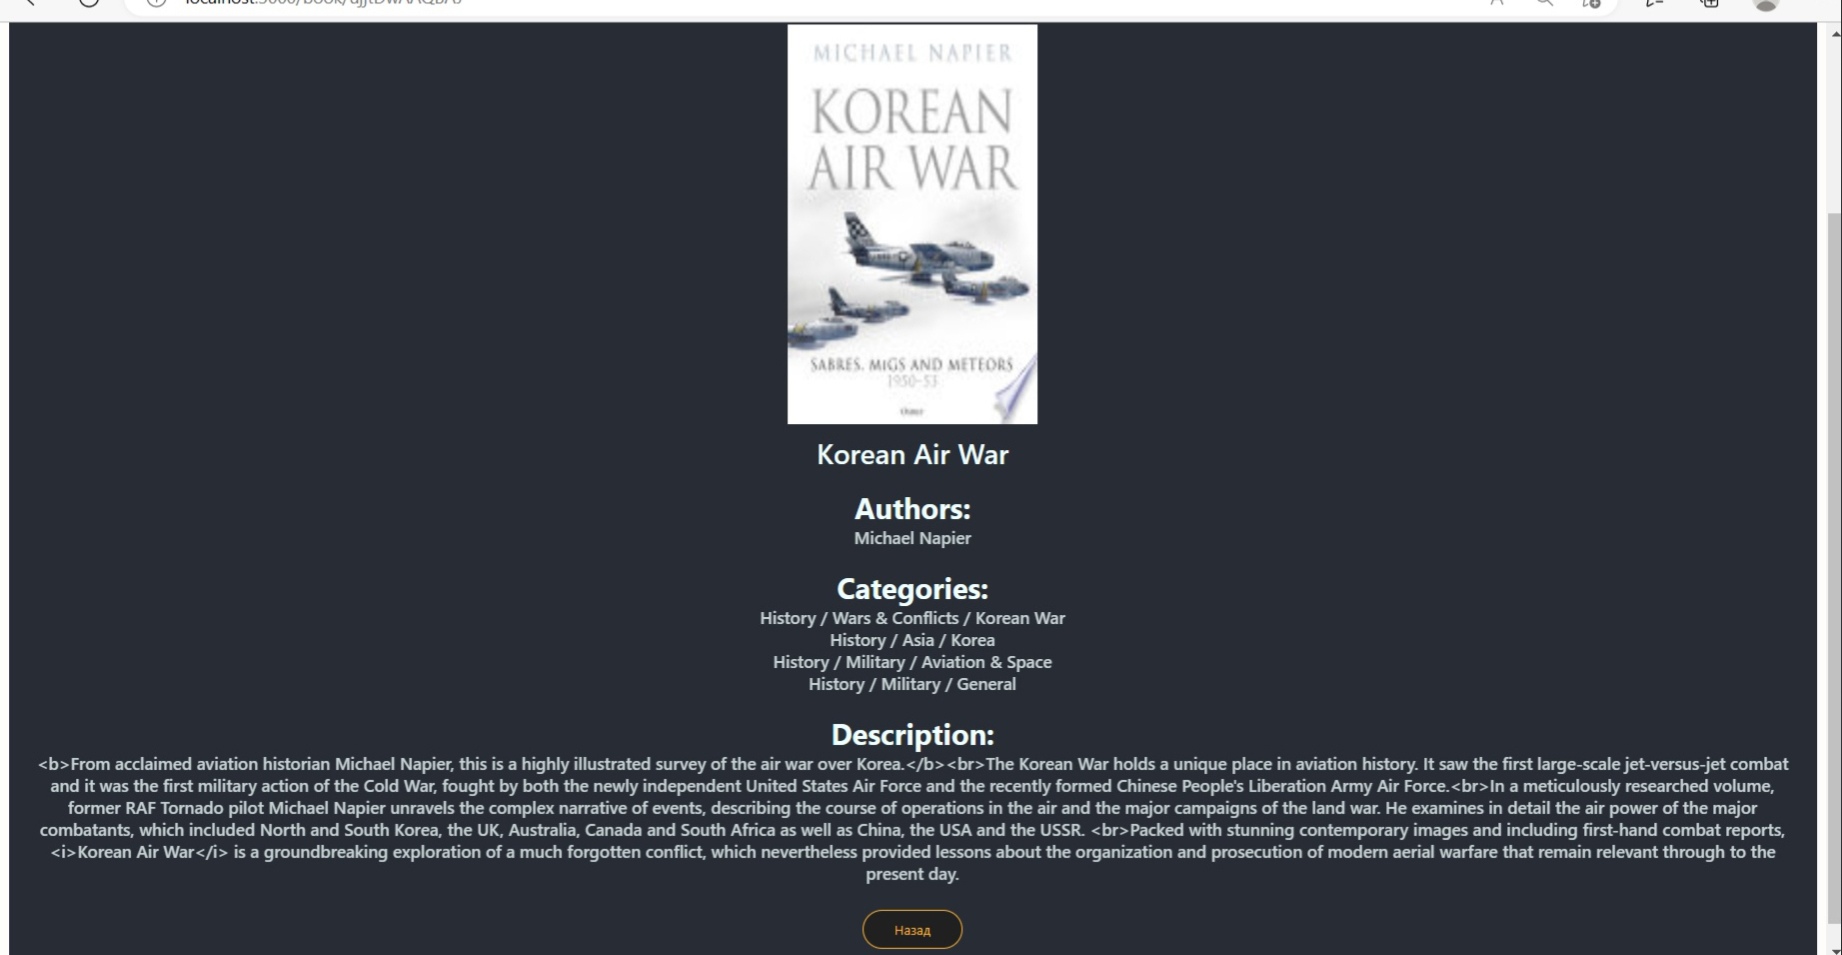 MICHAEL NAPIER
KOREAN
AIR WAR
SABRES, MIGS AND METEORS
1950–53
Korean Air War
Authors:
Michael Napier
Categories:
History / Wars & Conflicts / Korean War
History / Asia / Korea
History / Military / Aviation & Space
History / Military / General
Description:
<b>From acclaimed aviation historian Michael Napier, this is a highly illustrated survey of the air war over Korea.</b><br>The Korean War holds a unique place in aviation history. It saw the first large-scale jet-versus-jet combat
and it was the first military action of the Cold War, fought by both the newly independent United States Air Force and the recently formed Chinese People's Liberation Army Air Force.<br>In a meticulously researched volume,
former RAF Tornado pilot Michael Napier unravels the complex narrative of events, describing the course of operations in the air and the major campaigns of the land war. He examines in detail the air power of the major
combatants, which included North and South Korea, the UK, Australia, Canada and South Africa as well as China, the USA and the USSR. <br>Packed with stunning contemporary images and including first-hand combat reports,
<i>Korean Air War</i> is a groundbreaking exploration of a much forgotten conflict, which nevertheless provided lessons about the organization and prosecution of modern aerial warfare that remain relevant through to the
present day.
Назад